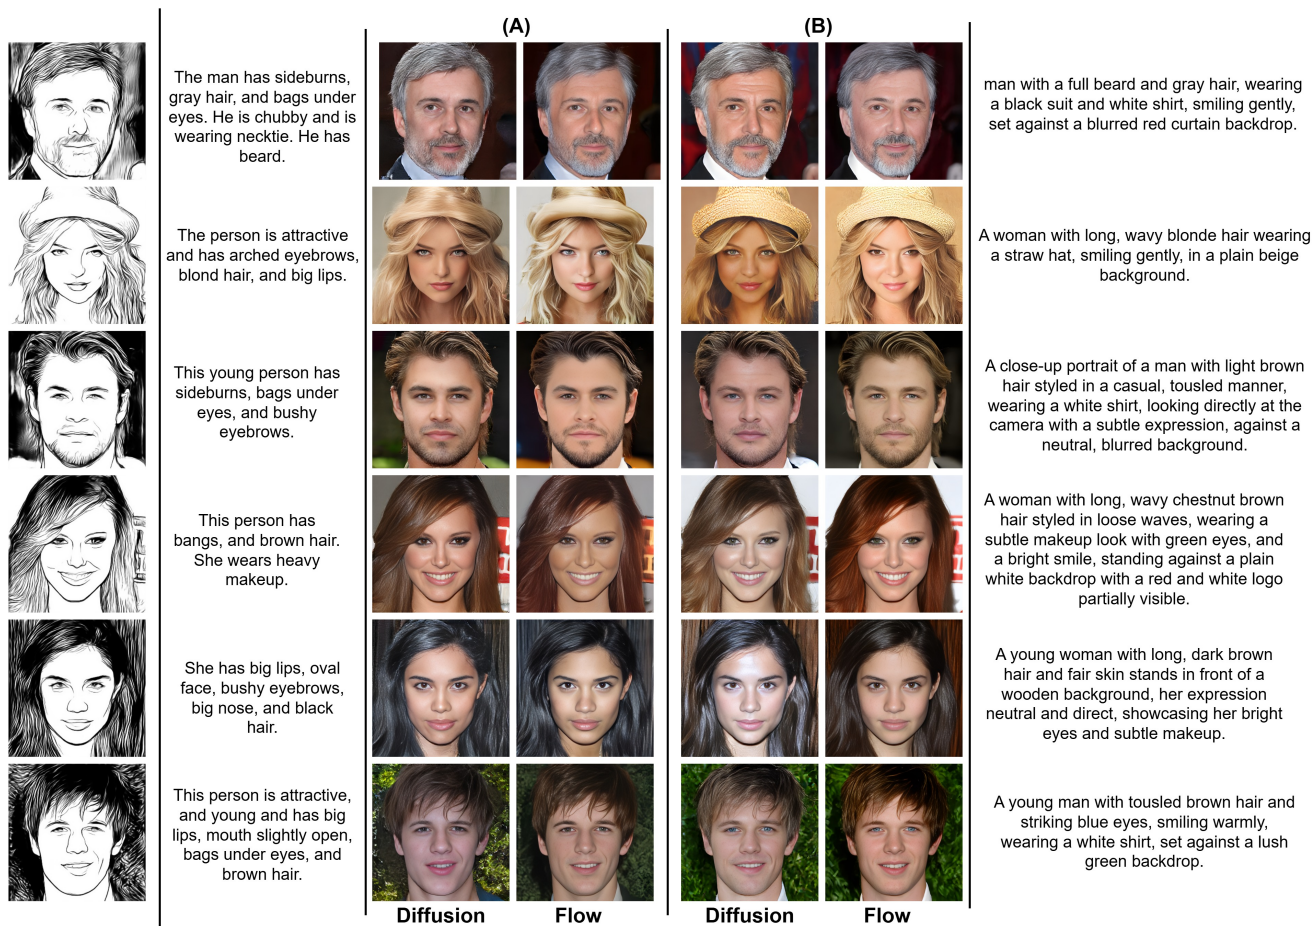 (A)
(B)
The man has sideburns,
gray hair, and bags under
eyes. He is chubby and is
wearing necktie. He has
beard.
man with a full beard and gray hair, wearing
a black suit and white shirt, smiling gently,
set against a blurred red curtain backdrop.
The person is attractive
and has arched eyebrows,
blond hair, and big lips.
A woman with long, wavy blonde hair wearing
a straw hat, smiling gently, in a plain beige
background.
This young person has
sideburns, bags under
eyes, and bushy
eyebrows.
A close-up portrait of a man with light brown
hair styled in a casual, tousled manner,
wearing a white shirt, looking directly at the
camera with a subtle expression, against a
neutral, blurred background.
This person has
bangs, and brown hair.
She wears heavy
makeup.
A woman with long, wavy chestnut brown
hair styled in loose waves, wearing a
subtle makeup look with green eyes, and
a bright smile, standing against a plain
white backdrop with a red and white logo
partially visible.
She has big lips, oval
face, bushy eyebrows,
big nose, and black
hair.
A young woman with long, dark brown
hair and fair skin stands in front of a
wooden background, her expression
neutral and direct, showcasing her bright
eyes and subtle makeup.
This person is attractive,
and young and has big
lips, mouth slightly open,
bags under eyes, and
brown hair.
A young man with tousled brown hair and
striking blue eyes, smiling warmly,
wearing a white shirt, set against a lush
green backdrop.
Diffusion
Flow
Diffusion
Flow